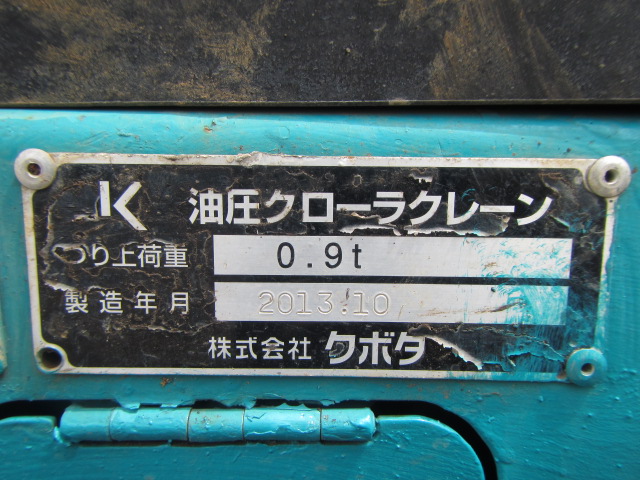 K 油圧クローラクレーン
つり上荷重 0.9t
製造年月 2013.10
株式会社 クボタ